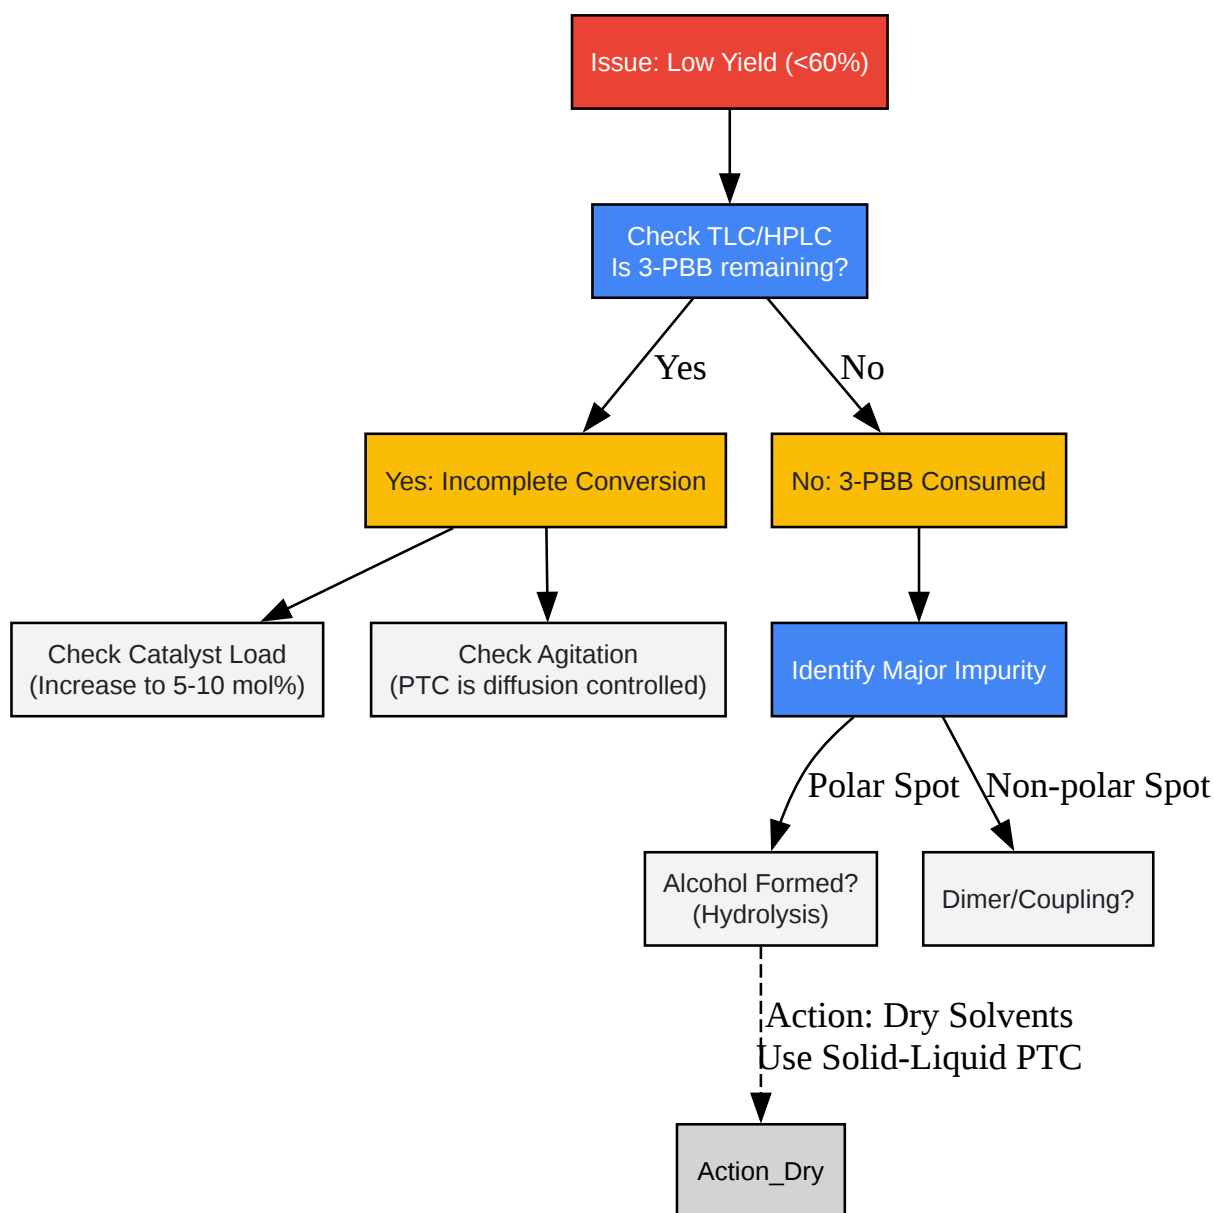 Issue: Low Yield (<60%)
Check TLC/HPLC
Is 3-PBB remaining?
Yes
No
Yes: Incomplete Conversion
No: 3-PBB Consumed
Check Catalyst Load
(Increase to 5-10 mol%)
Check Agitation
(PTC is diffusion controlled)
Identify Major Impurity
Polar Spot
Non-polar Spot
Alcohol Formed?
(Hydrolysis)
Dimer/Coupling?
Action: Dry Solvents
Use Solid-Liquid PTC
Action_Dry